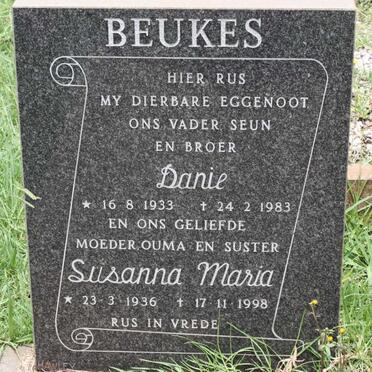 BEUKES
HIER RUS
MY DIERBARE EGGENOOT
ONS VADER SEUN
EN BROER
Danie
★ 16 8 1933 † 24 2 1983
EN ONS GELIEFDE
MOEDER, OUMA EN SUSTER
Susanna Maria
★ 23 3 1936 † 17 11 1998
RUS IN VREDE